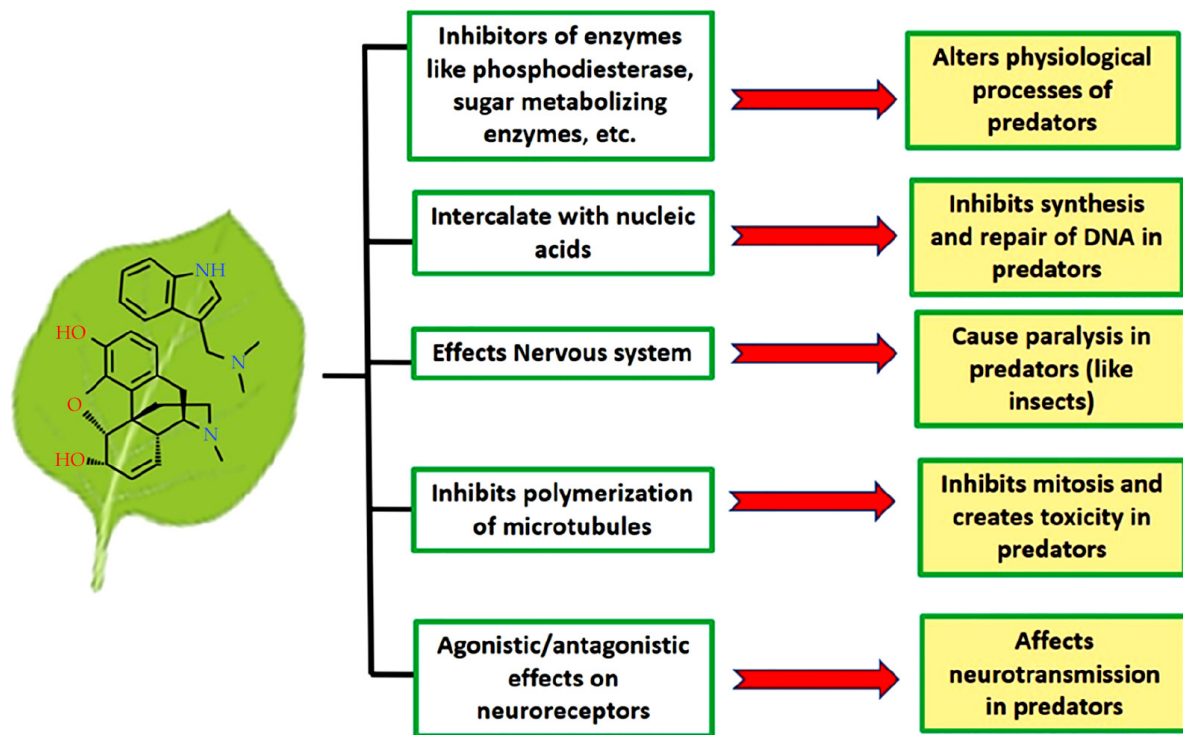 Inhibitors of enzymes
like phosphodiesterase,
sugar metabolizing
enzymes, etc.
Alters physiological
processes of
predators
Intercalate with nucleic
acids
Inhibits synthesis
and repair of DNA in
predators
NH
HO
N
O
N
HO
Effects Nervous system
Cause paralysis in
predators (like
insects)
Inhibits polymerization
of microtubules
Inhibits mitosis and
creates toxicity in
predators
Agonistic/antagonistic
effects on
neuroreceptors
Affects
neurotransmission
in predators